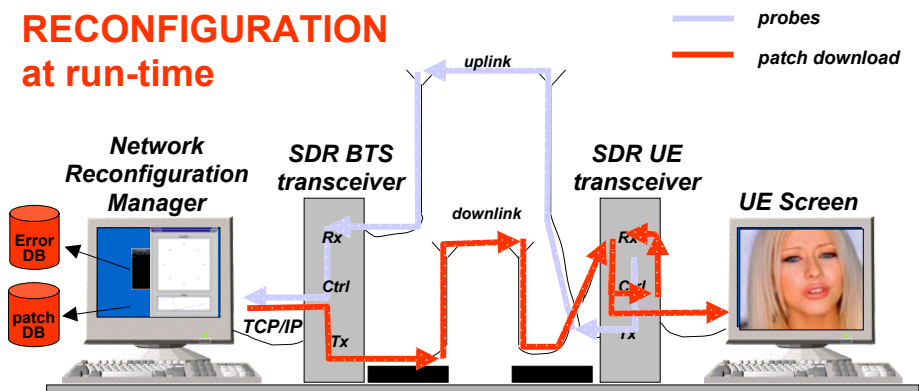 RECONFIGURATION
at run-time
probes
patch download
uplink
Network
Reconfiguration
Manager
SDR BTS
transceiver
SDR UE
transceiver
UE Screen
downlink
Error
DB
patch
DB
Rx
Ctrl
Tx
TCP/IP
Rx
Ctrl
Tx